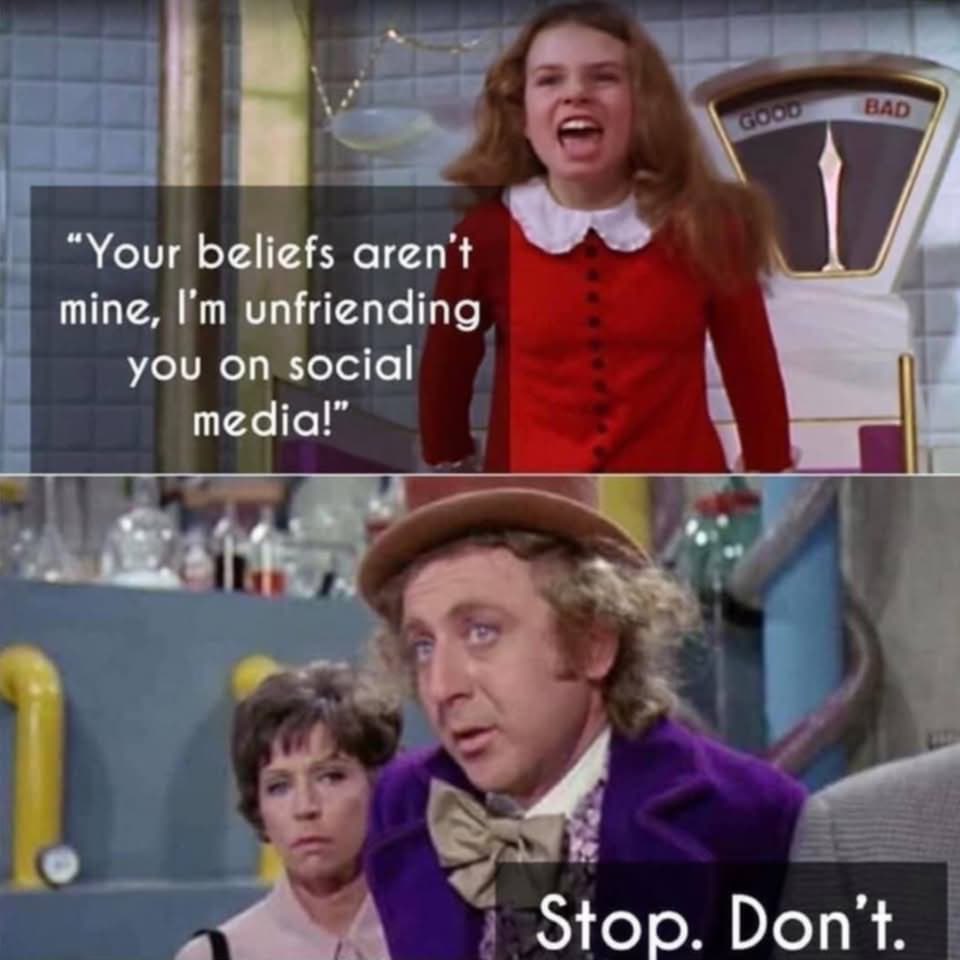 GOOD BAD
“Your beliefs aren't
mine, I'm unfriending
you on social
media!”
Stop. Don't.